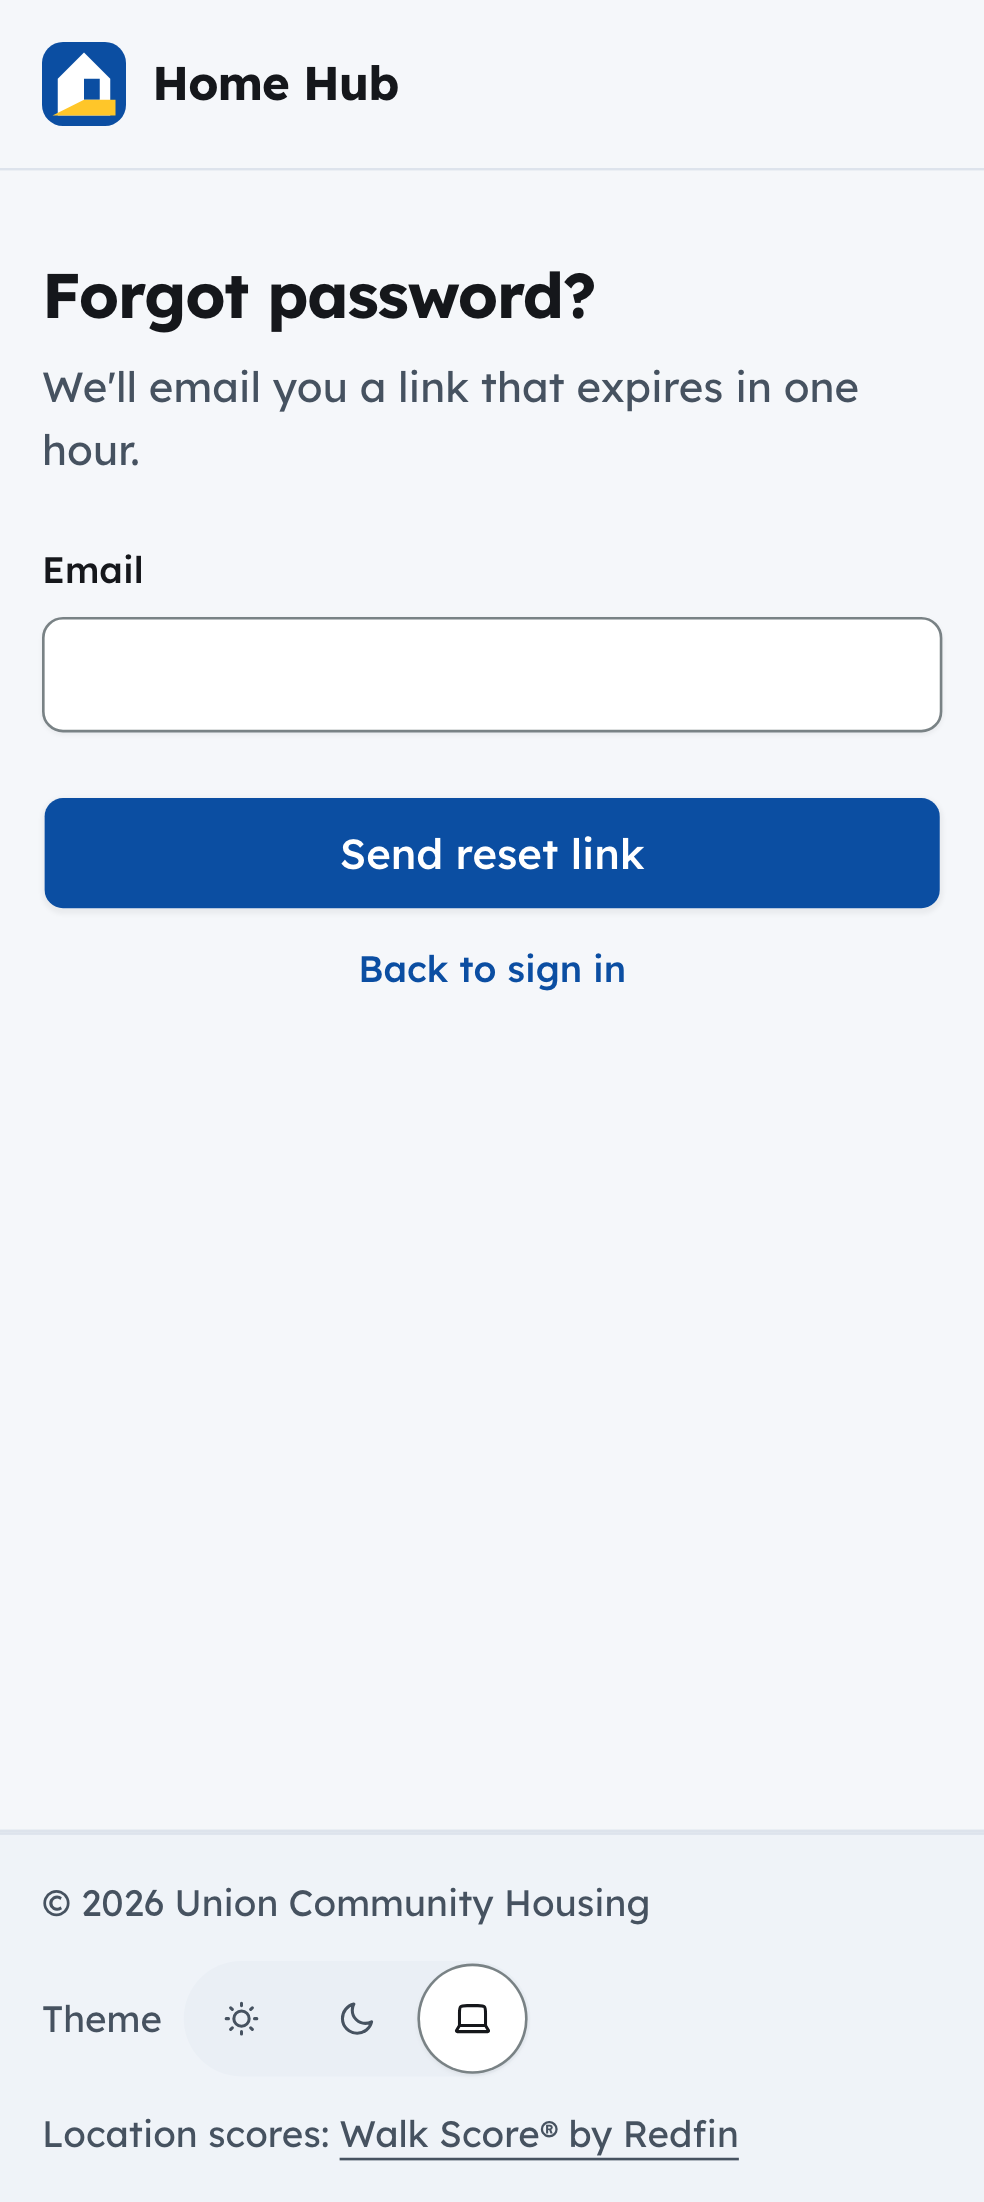 Home Hub
Forgot password?
We'll email you a link that expires in one
hour.
Email
Send reset link
Back to sign in
© 2026 Union Community Housing
Theme
Location scores: Walk Score® by Redfin